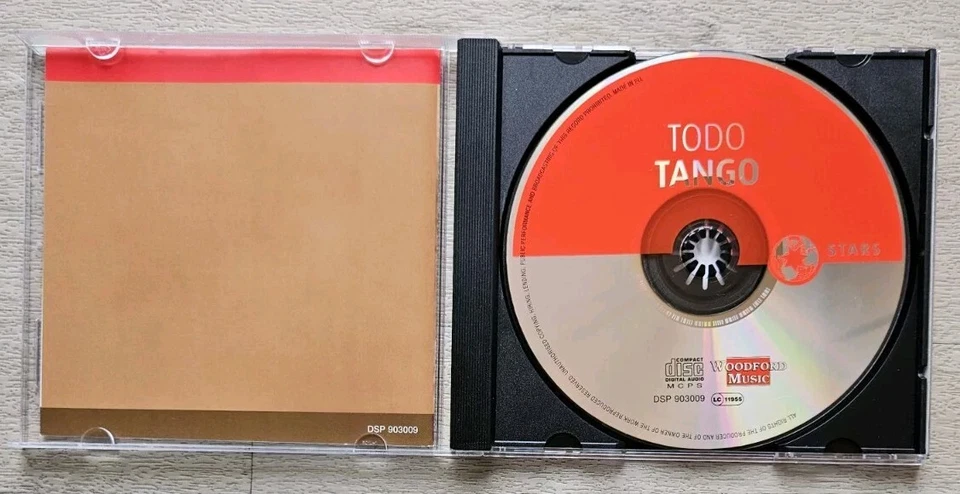 DSP 903009
TODO
TANGO
STARS
COMPACT
disc
DIGITAL AUDIO
MCPS
WOODFORD
MUSIC
DSP 903009
LC 11955
ALL RIGHTS OF THE PRODUCER AND OF THE OWNER OF THE WORK REPRODUCED RESERVED. UNAUTHORISED COPYING, HIRING, LENDING, PUBLIC PERFORMANCE AND BROADCASTING OF THIS RECORD PROHIBITED. MADE IN